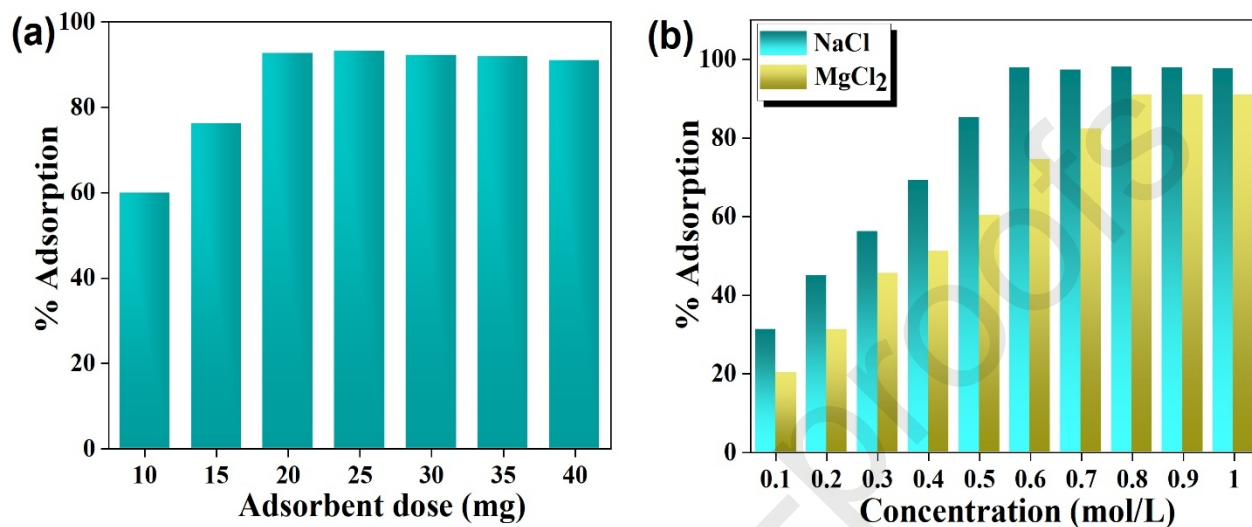 (a)
100
80
60
40
20
0
% Adsorption
10 15 20 25 30 35 40
Adsorbent dose (mg)
(b)
NaCl
MgCl2
100
80
60
40
20
0
% Adsorption
0.1 0.2 0.3 0.4 0.5 0.6 0.7 0.8 0.9 1
Concentration (mol/L)
-proofs